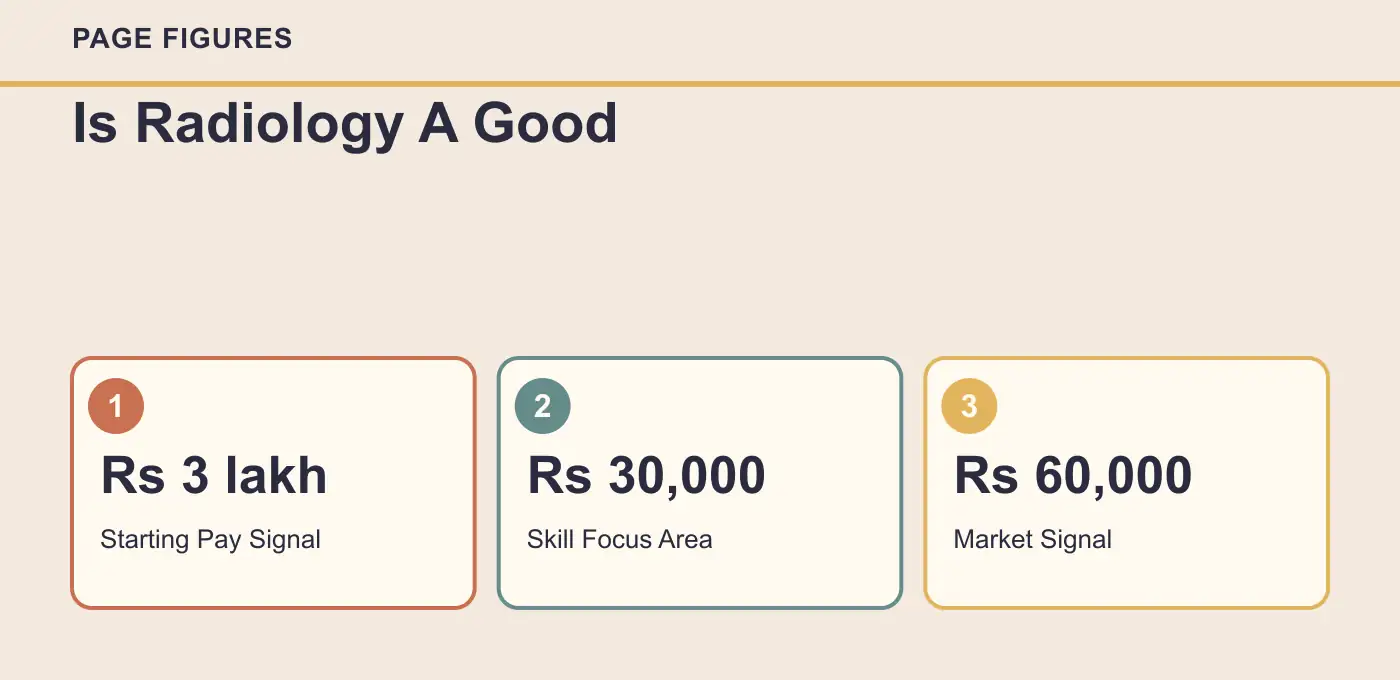 PAGE FIGURES
Is Radiology A Good
1
Rs 3 lakh
Starting Pay Signal
2
Rs 30,000
Skill Focus Area
3
Rs 60,000
Market Signal